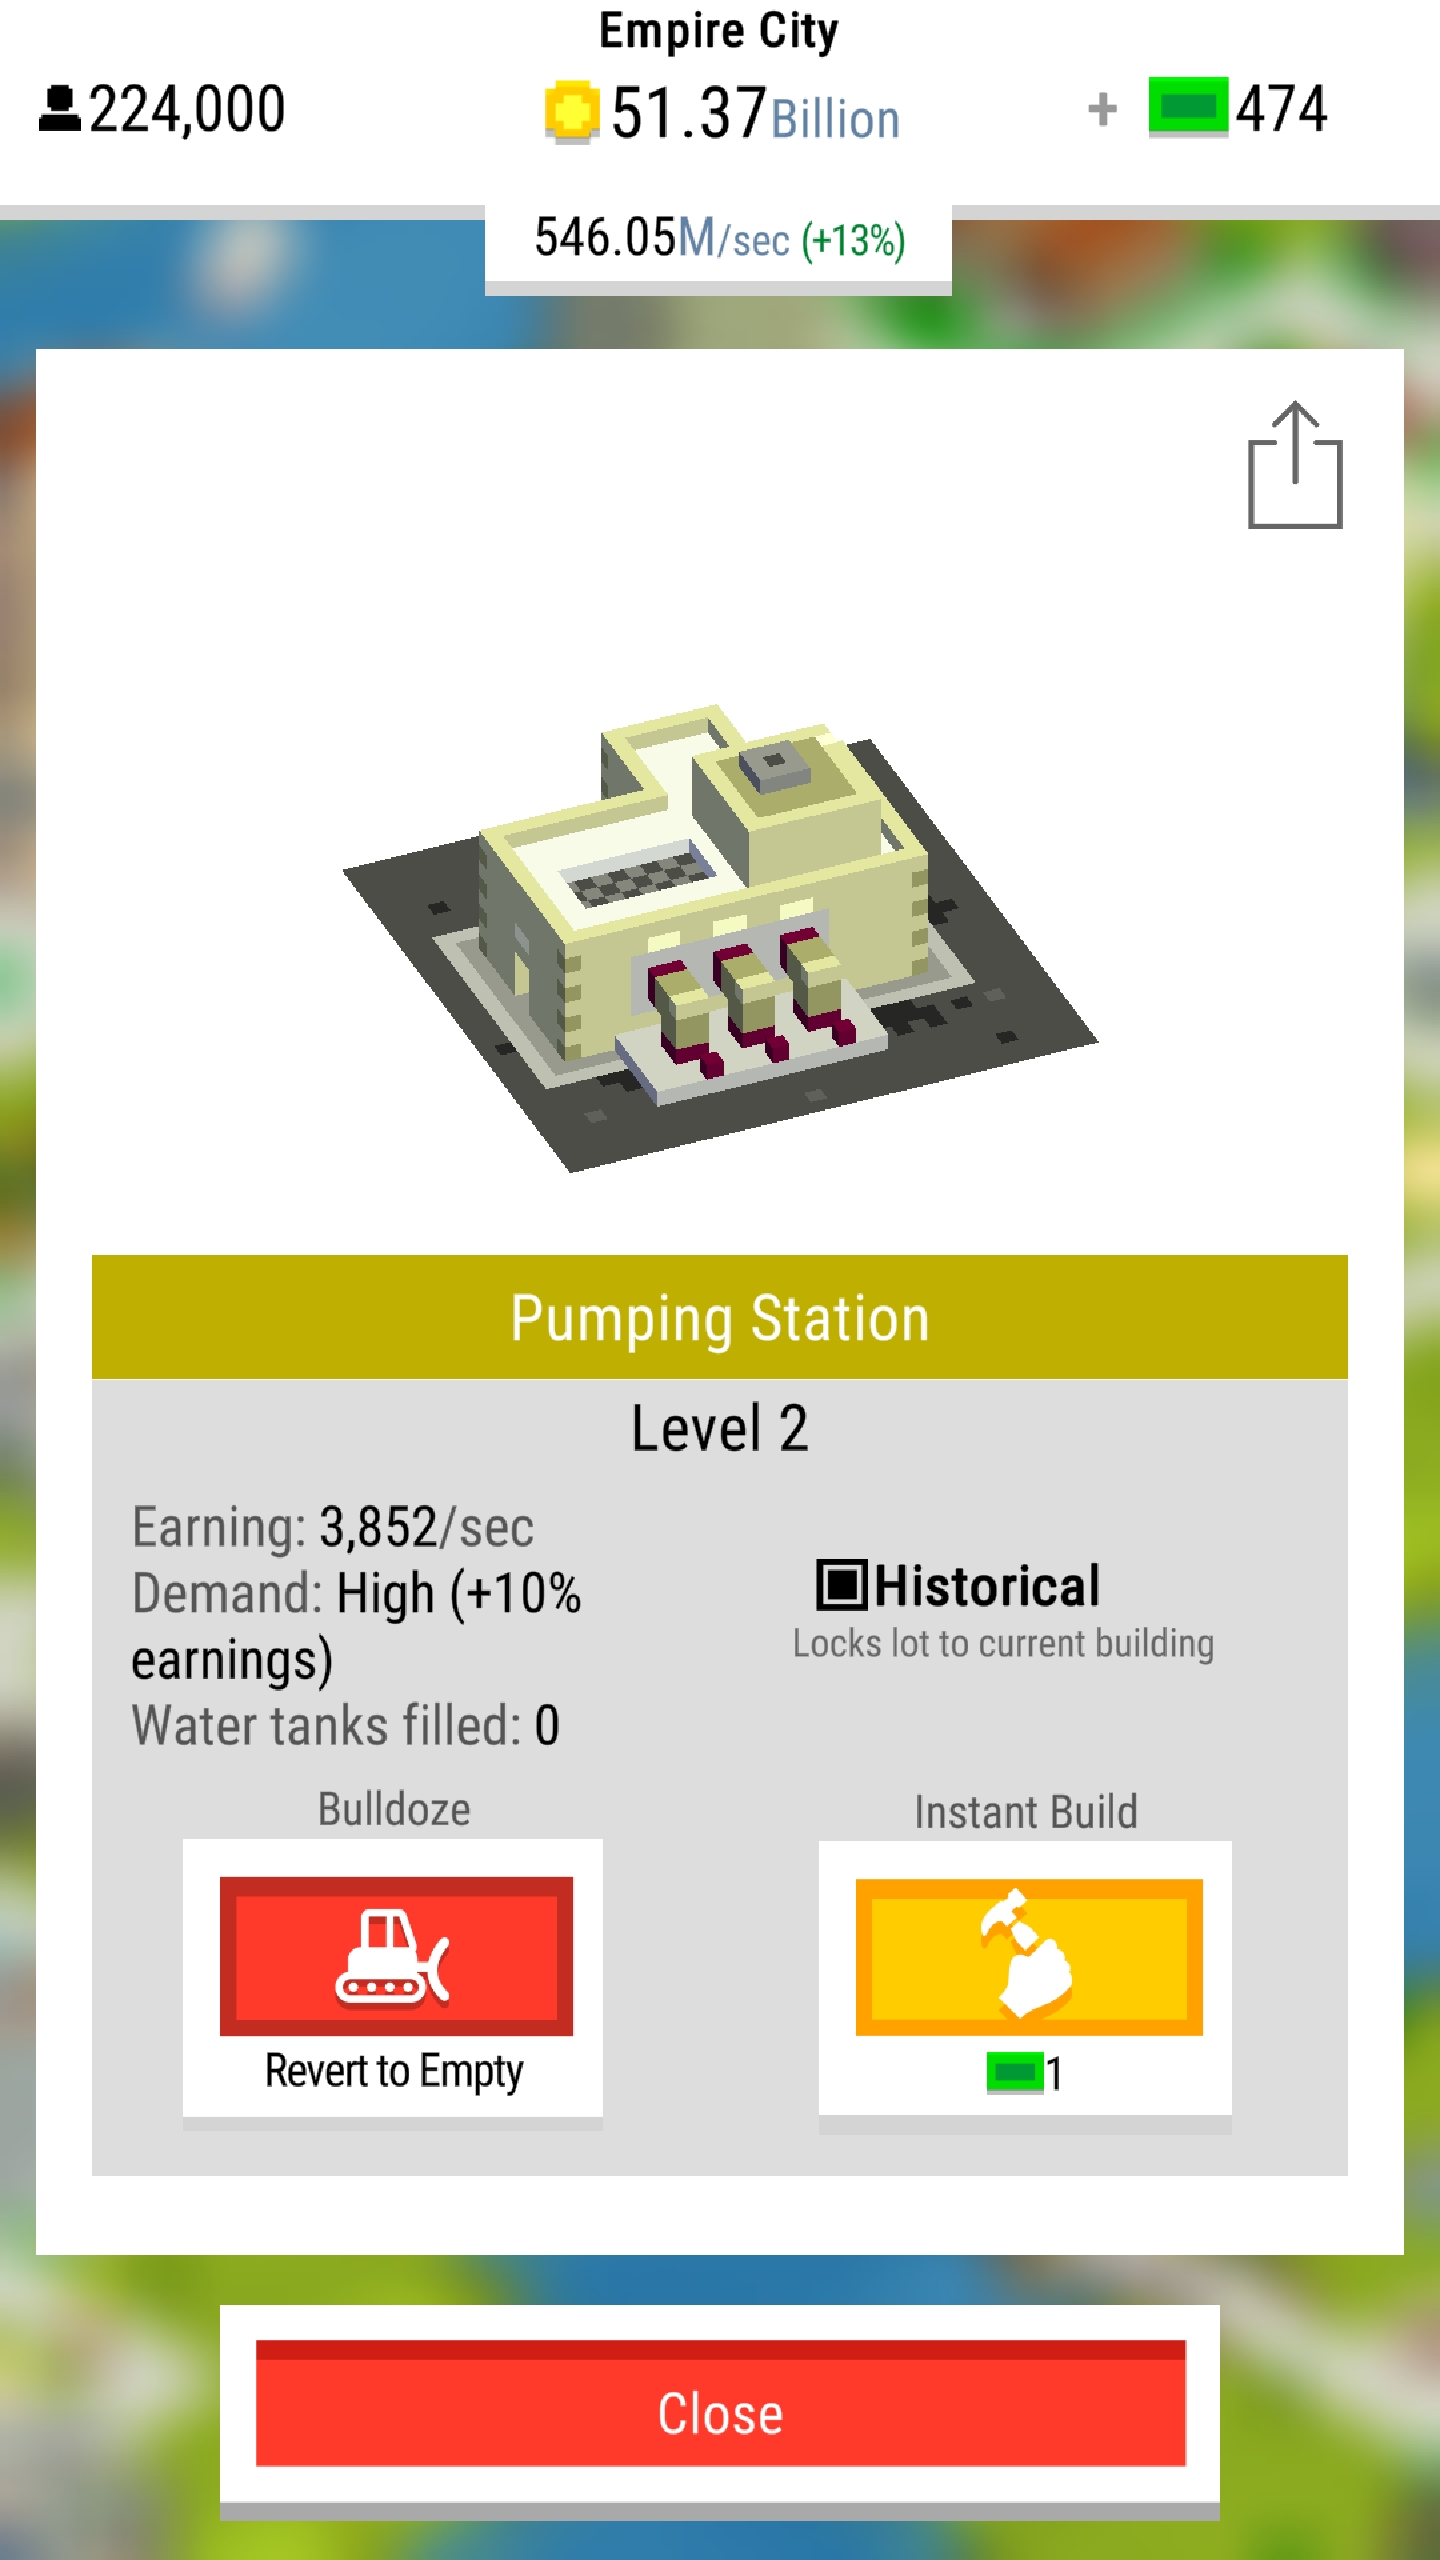 Empire City
224,000
51.37Billion
+ 474
546.05M/sec (+13%)
Pumping Station
Level 2
Earning: 3,852/sec
Demand: High (+10%
earnings)
Water tanks filled: 0
Historical
Locks lot to current building
Bulldoze
Revert to Empty
Instant Build
1
Close